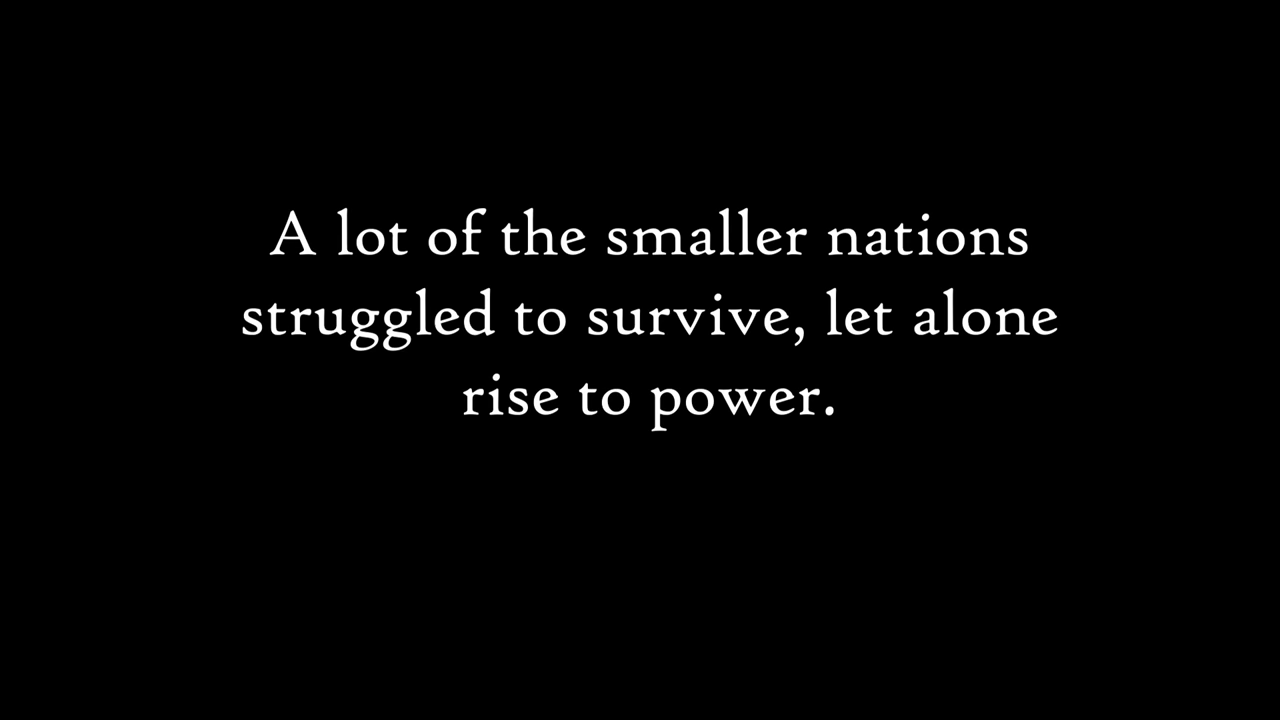 A lot of the smaller nations
struggled to survive, let alone
rise to power.